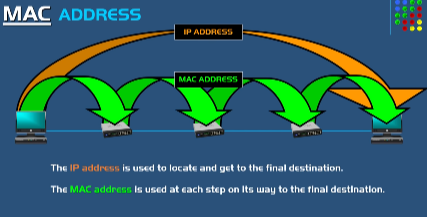 MAC ADDRESS
IP ADDRESS
MAC ADDRESS
The IP address is used to locate and get to the final destination.
The MAC address is used at each step on its way to the final destination.